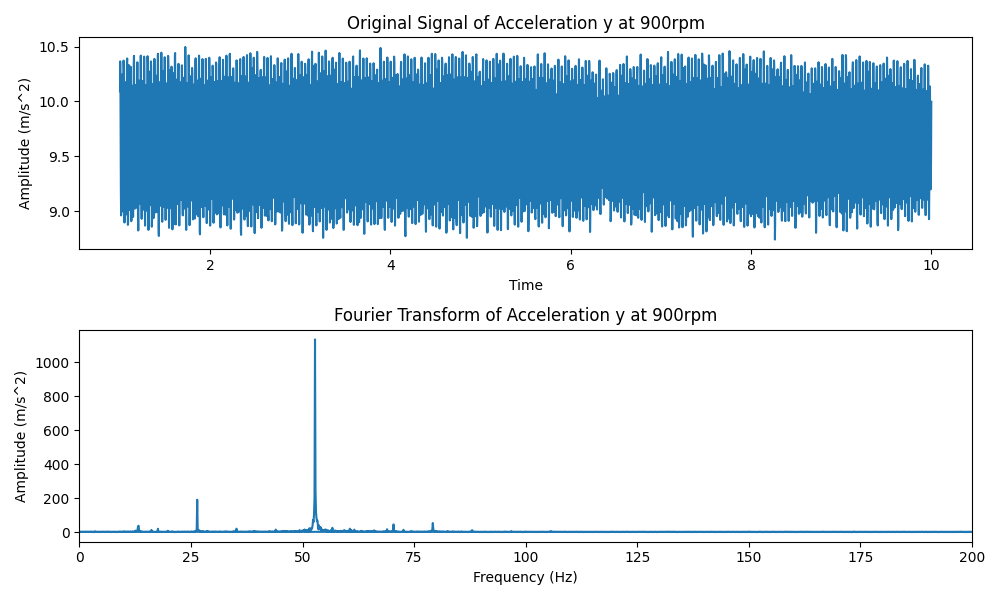 Original Signal of Acceleration y at 900rpm
10.5
10.0
9.5
9.0
Amplitude (m/s^2)
2 4 6 8 10
Time
Fourier Transform of Acceleration y at 900rpm
1000
800
600
400
200
0
Amplitude (m/s^2)
0 25 50 75 100 125 150 175 200
Frequency (Hz)